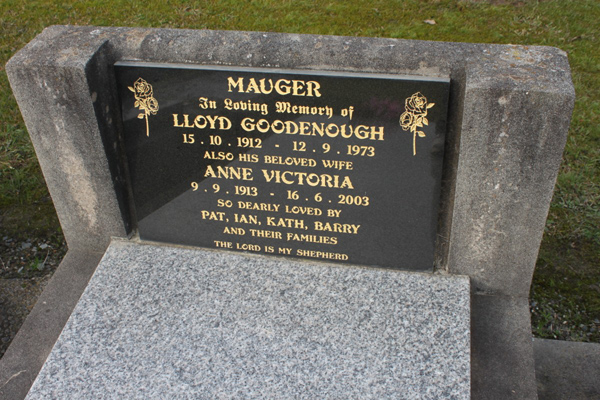 MAUGER
In Loving Memory of
LLOYD GOODENOUGH
15 . 10 . 1912 - 12 . 9 . 1973
ALSO HIS BELOVED WIFE
ANNE VICTORIA
9 . 9 . 1913 - 16 . 6 . 2003
SO DEARLY LOVED BY
PAT, IAN, KATH, BARRY
AND THEIR FAMILIES
THE LORD IS MY SHEPHERD